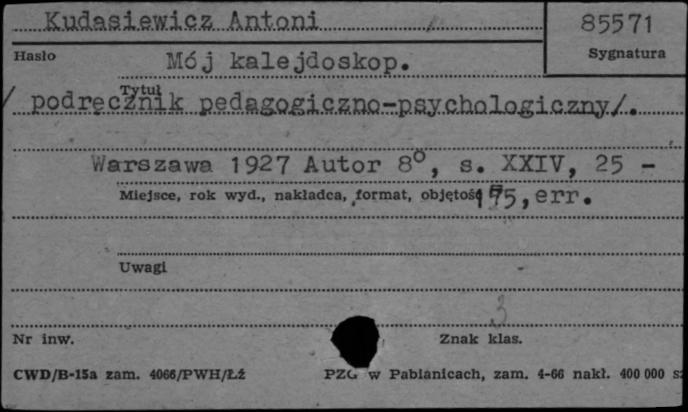 Kudasiewicz Antoni
85571
Hasło
Sygnatura
Mój kalejdoskop.
Tytuł
/ podręcznik pedagogiczno-psychologiczny/.
Warszawa 1927 Autor 8°, s. XXIV, 25 -
Miejsce, rok wyd., nakładca, format, objętość
175, err.
Uwagi
3
Nr inw.
Znak klas.
CWD/B-15a zam. 4066/PWH/Łź
PZG w Pabianicach, zam. 4-66 nakł. 400 000